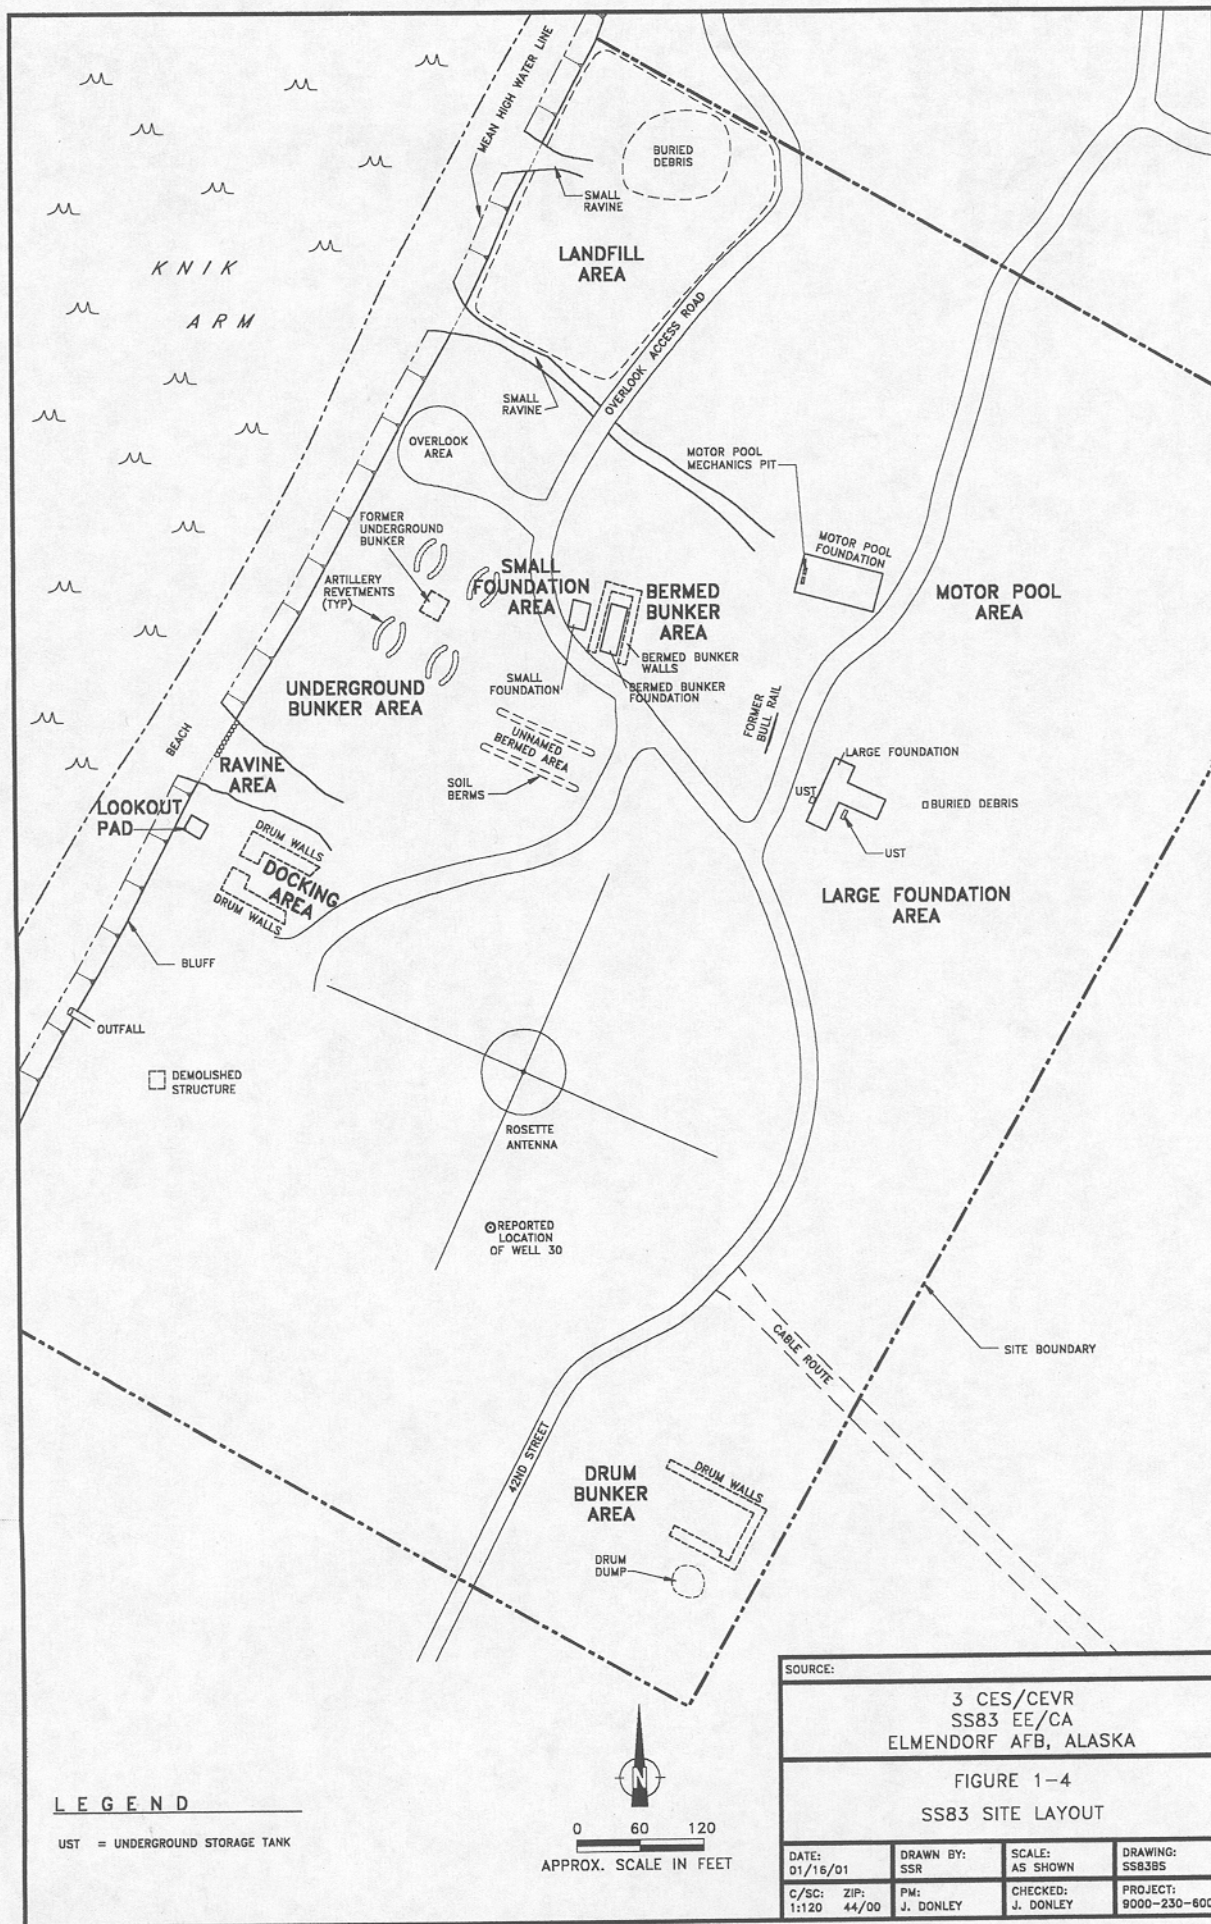 MEAN HIGH WATER LINE
BURIED
DEBRIS
SMALL
RAVINE
LANDFILL
AREA
KNIK
ARM
OVERLOOK ACCESS ROAD
SMALL
RAVINE
OVERLOOK
AREA
MOTOR POOL
MECHANICS PIT
FORMER
UNDERGROUND
BUNKER
MOTOR POOL
FOUNDATION
SMALL
FOUNDATION
AREA
ARTILLERY
REVETMENTS
(TYP)
BERMED
BUNKER
AREA
MOTOR POOL
AREA
BERMED BUNKER
WALLS
SMALL
FOUNDATION
BERMED BUNKER
FOUNDATION
UNDERGROUND
BUNKER AREA
FORMER
BULL RAIL
UNNAMED
BERMED AREA
BEACH
LARGE FOUNDATION
RAVINE
AREA
SOIL
BERMS
UST
BURIED DEBRIS
LOOKOUT
PAD
DRUM WALLS
UST
DOCKING
AREA
DRUM WALLS
LARGE FOUNDATION
AREA
BLUFF
OUTFALL
DEMOLISHED
STRUCTURE
ROSETTE
ANTENNA
REPORTED
LOCATION
OF WELL 30
CABLE ROUTE
SITE BOUNDARY
42ND STREET
DRUM
BUNKER
AREA
DRUM WALLS
DRUM
DUMP
SOURCE:
3 CES/CEVR
SS83 EE/CA
ELMENDORF AFB, ALASKA
FIGURE 1-4
SS83 SITE LAYOUT
DATE:
01/16/01
DRAWN BY:
SSR
SCALE:
AS SHOWN
DRAWING:
SS83BS
C/SC: ZIP:
1:120 44/00
PM:
J. DONLEY
CHECKED:
J. DONLEY
PROJECT:
9000-230-600
N
0 60 120
APPROX. SCALE IN FEET
LEGEND
UST = UNDERGROUND STORAGE TANK